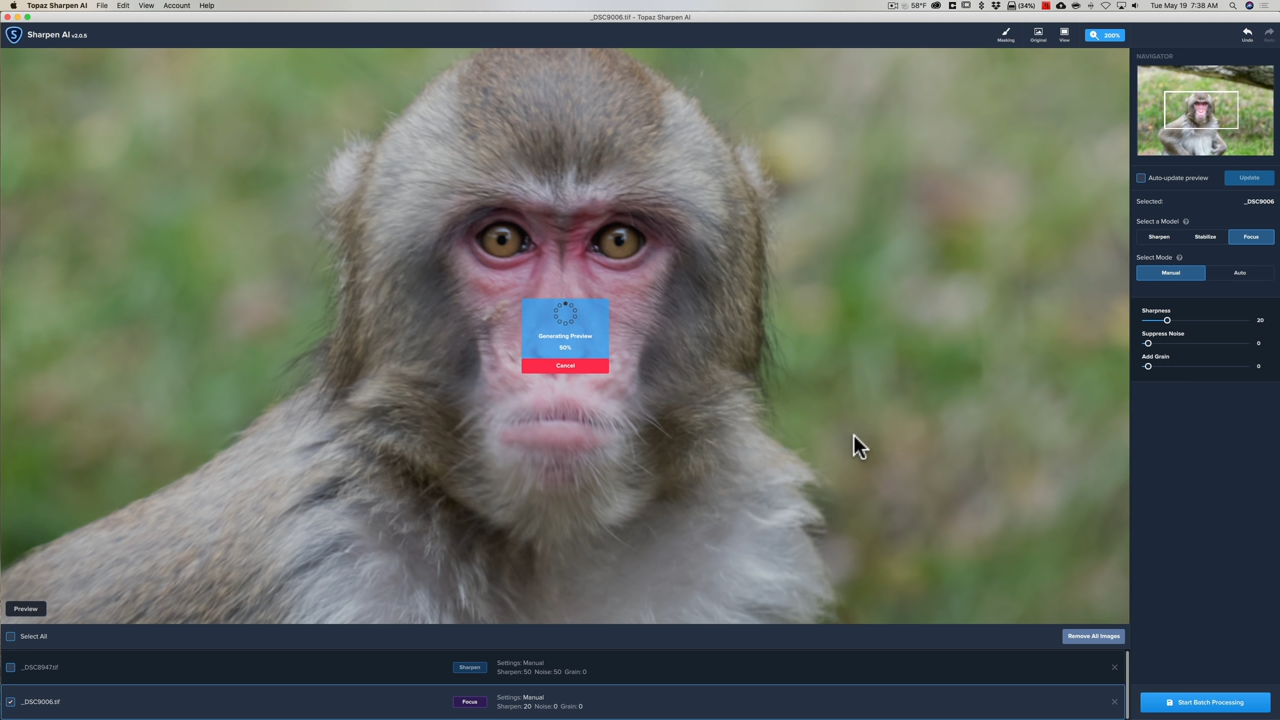 Topaz Sharpen AI File Edit View Account Help 58°F (34%) Tue May 19 7:38 AM
_DSC9006.tif - Topaz Sharpen AI
Sharpen AI v2.0.5
Masking Original View 200% Undo
NAVIGATOR
Auto-update preview Update
Selected: _DSC9006
Select a Model ?
Sharpen Stabilize Focus
Select Mode ?
Manual Auto
Sharpness
20
Suppress Noise
0
Add Grain
0
Generating Preview
50%
Cancel
Preview
Select All Remove All Images
_DSC8947.tif Sharpen Settings: Manual
Sharpen: 50 Noise: 50 Grain: 0
_DSC9006.tif Focus Settings: Manual
Sharpen: 20 Noise: 0 Grain: 0
Start Batch Processing